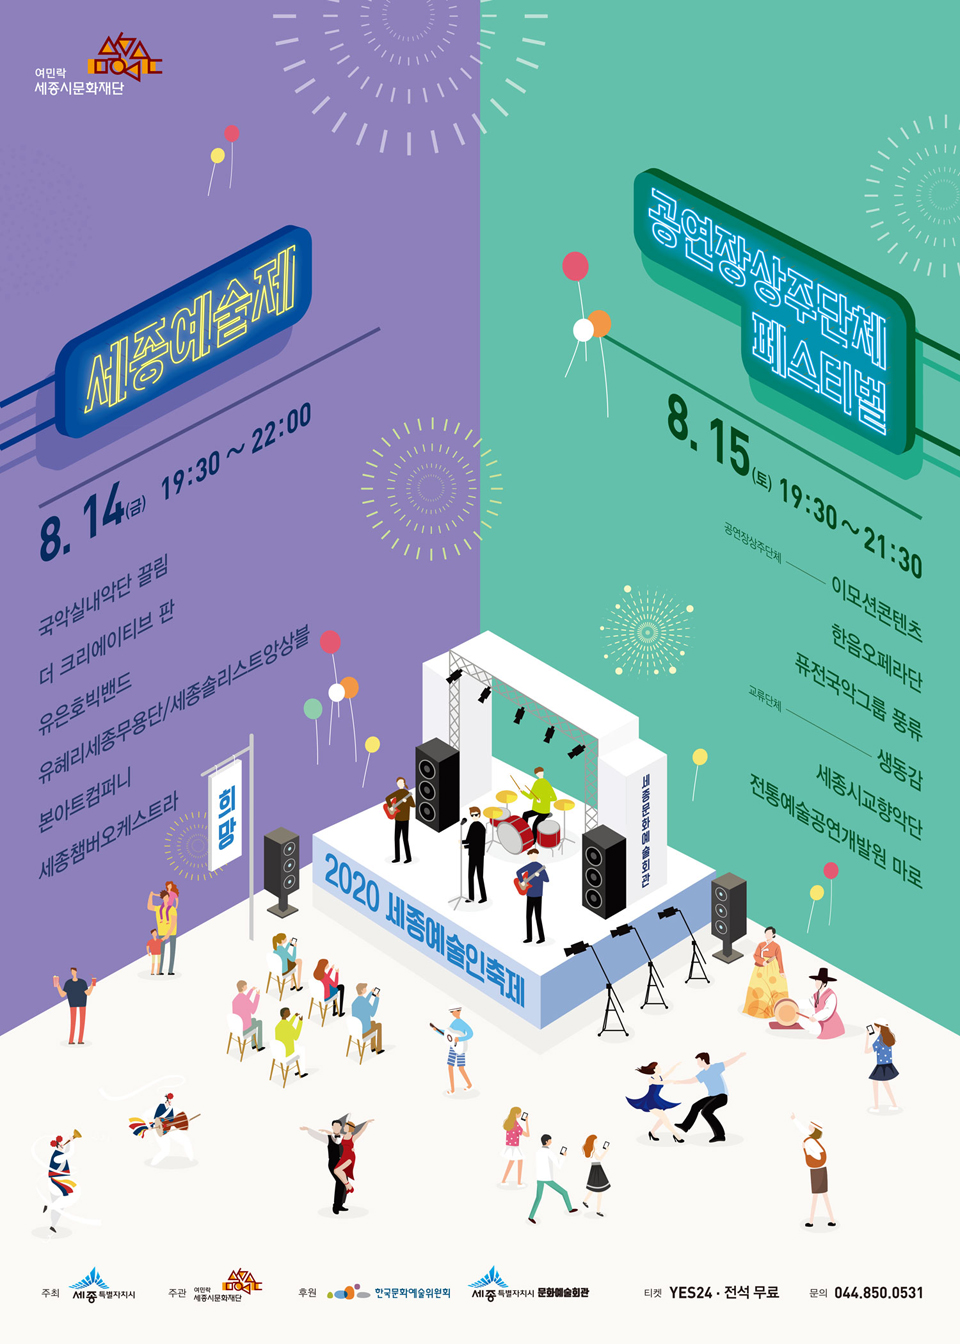 여민락
세종시문화재단
세종예술제
8. 14(금) 19:30 ~ 22:00
국악실내악단 끌림
더 크리에이티브 판
유은호빅밴드
유혜리세종무용단/세종솔리스트앙상블
본아트컴퍼니
세종챔버오케스트라
공연장상주단체
페스티벌
8. 15(토) 19:30 ~ 21:30
공연장상주단체
이모션콘텐츠
한음오페라단
퓨전국악그룹 풍류
교류단체
생동감
세종시교향악단
전통예술공연개발원 마로
희망
세종문화예술회관
2020 세종예술인축제
주최 세종특별자치시
주관 여민락 세종시문화재단
후원 한국문화예술위원회 세종특별자치시 문화예술회관
티켓 YES24 · 전석 무료
문의 044.850.0531